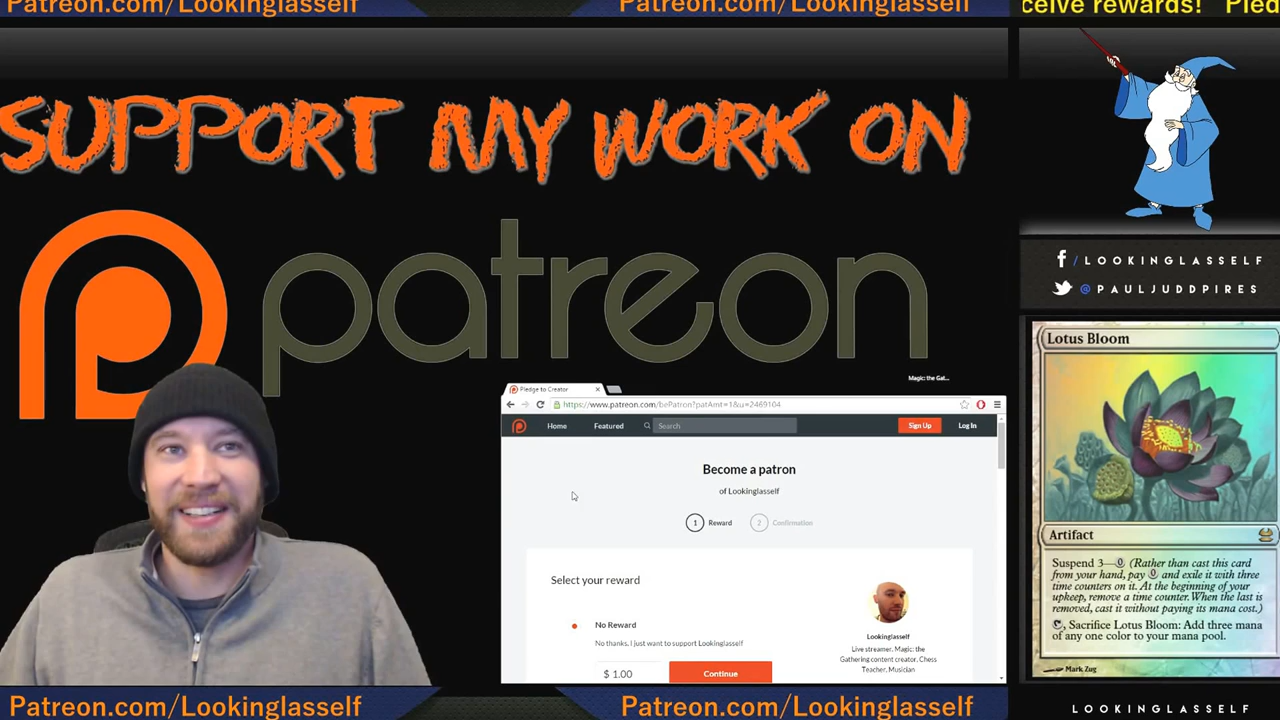 Patreon.com/Lookinglasself
Patreon.com/Lookinglasself
ceive rewards! Pled
SUPPORT MY WORK ON
patreon
f / LOOKINGLASSELF
@ PAULJUDDPIRES
Magic: the Gat...
Pledge to Creator
https://www.patreon.com/bePatron?patAmt=1&u=2469104
Home
Featured
Search
Sign Up
Log In
Become a patron
of Lookinglasself
1 Reward
2 Confirmation
Select your reward
No Reward
No thanks, I just want to support Lookinglasself
$ 1.00
Continue
Lookinglasself
Live streamer, Magic: the
Gathering content creator, Chess
Teacher, Musician
Lotus Bloom
Artifact
Suspend 3—0 (Rather than cast this card
from your hand, pay 0 and exile it with three
time counters on it. At the beginning of your
upkeep, remove a time counter. When the last is
removed, cast it without paying its mana cost.)
, Sacrifice Lotus Bloom: Add three mana
of any one color to your mana pool.
Mark Zug
Patreon.com/Lookinglasself
Patreon.com/Lookinglasself
LOOKINGLASSELF